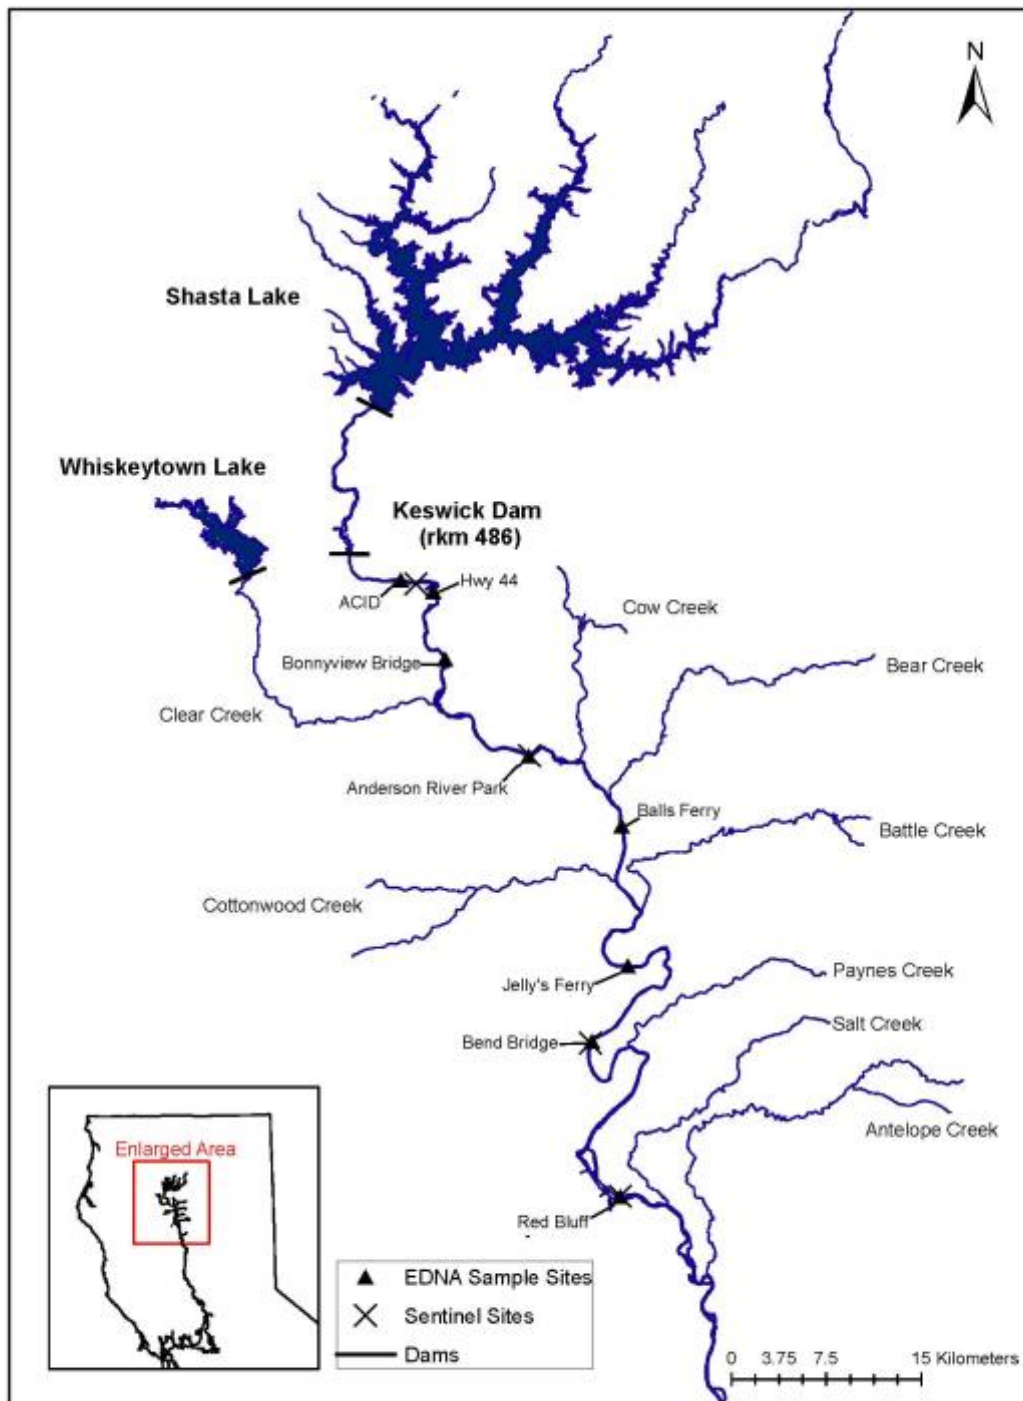 N
Shasta Lake
Whiskeytown Lake
Keswick Dam
(rkm 486)
Hwy 44
ACID
Cow Creek
Bonnyview Bridge
Bear Creek
Clear Creek
Anderson River Park
Balls Ferry
Battle Creek
Cottonwood Creek
Jelly's Ferry
Paynes Creek
Salt Creek
Bend Bridge
Antelope Creek
Enlarged Area
Red Bluff
EDNA Sample Sites
Sentinel Sites
Dams
0 3.75 7.5 15 Kilometers